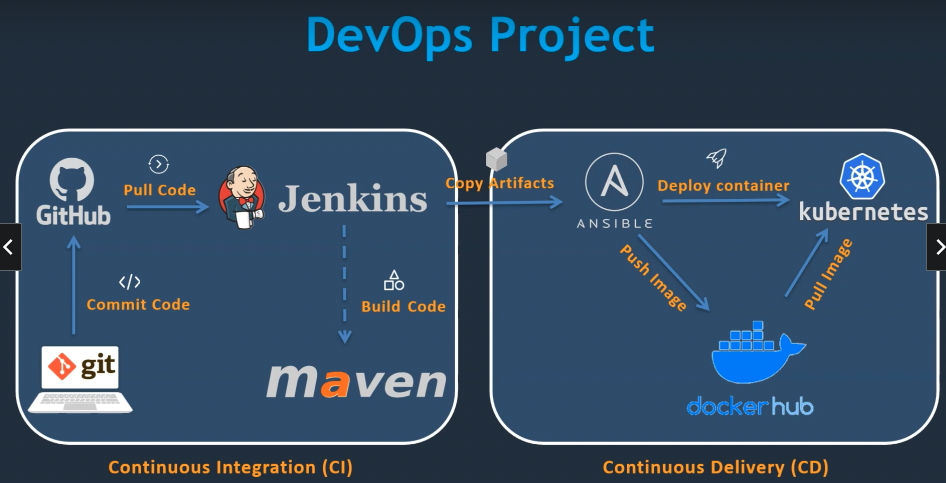 DevOps Project
GitHub
Pull Code
Jenkins
Copy Artifacts
ANSIBLE
Deploy container
kubernetes
Commit Code
Build Code
Push Image
Pull Image
git
maven
docker hub
Continuous Integration (CI)
Continuous Delivery (CD)